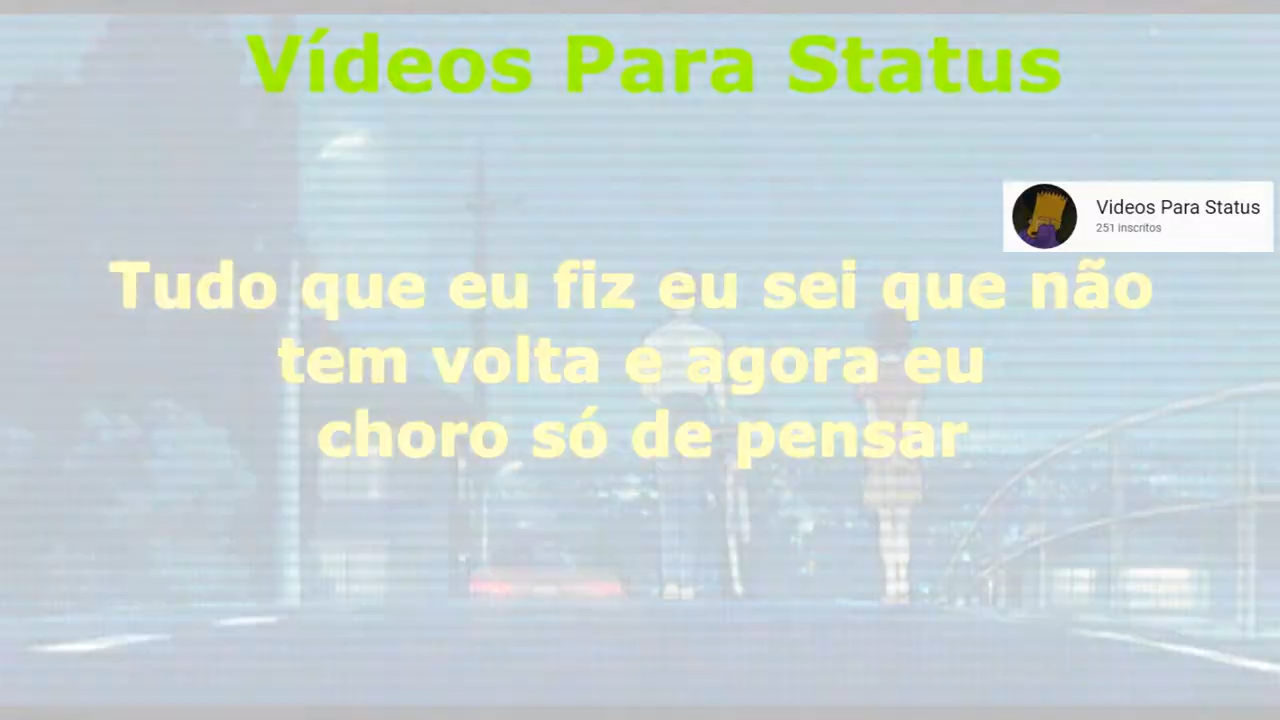 Vídeos Para Status
Videos Para Status
251 inscritos
Tudo que eu fiz eu sei que não
tem volta e agora eu
choro só de pensar